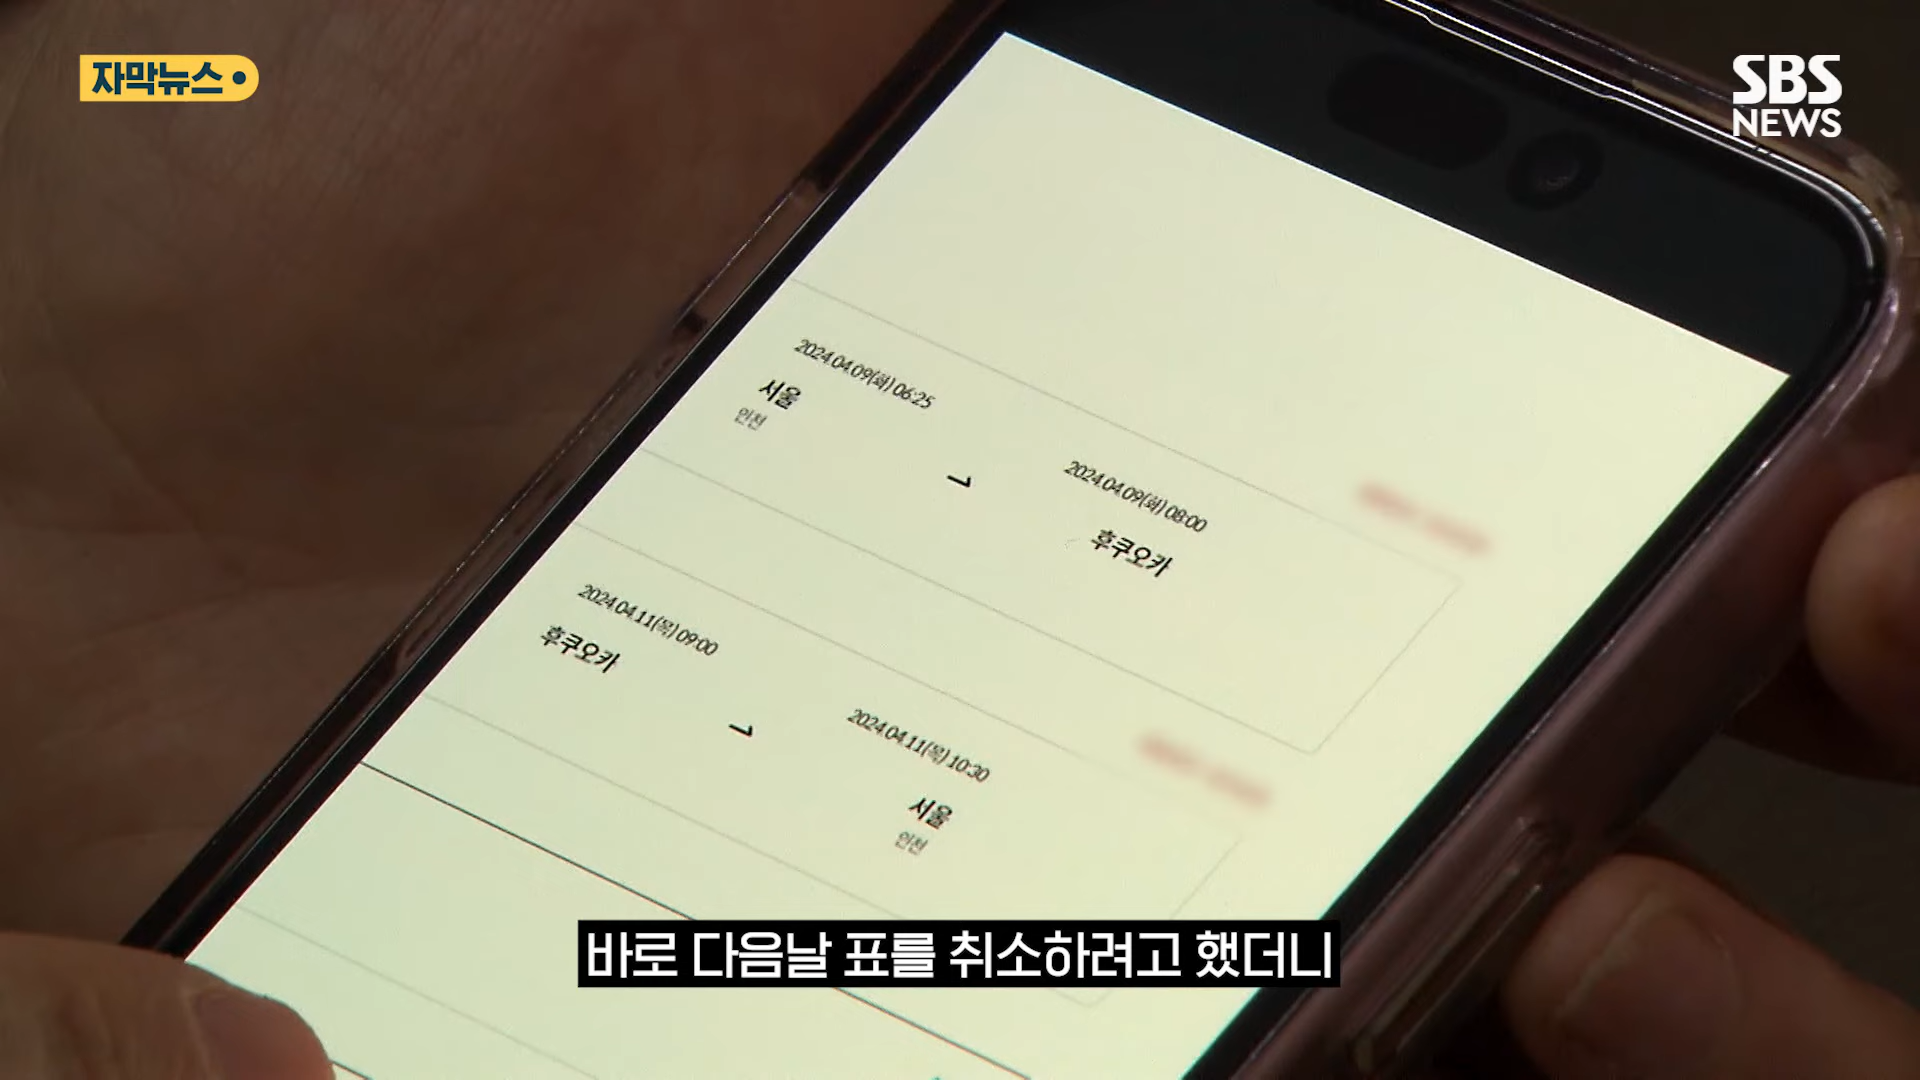 자막뉴스
SBS
NEWS
2024.04.09(화) 06:25
서울
인천
2024.04.09(화) 08:00
후쿠오카
2024.04.11(목) 09:00
후쿠오카
2024.04.11(목) 10:30
서울
인천
바로 다음날 표를 취소하려고 했더니